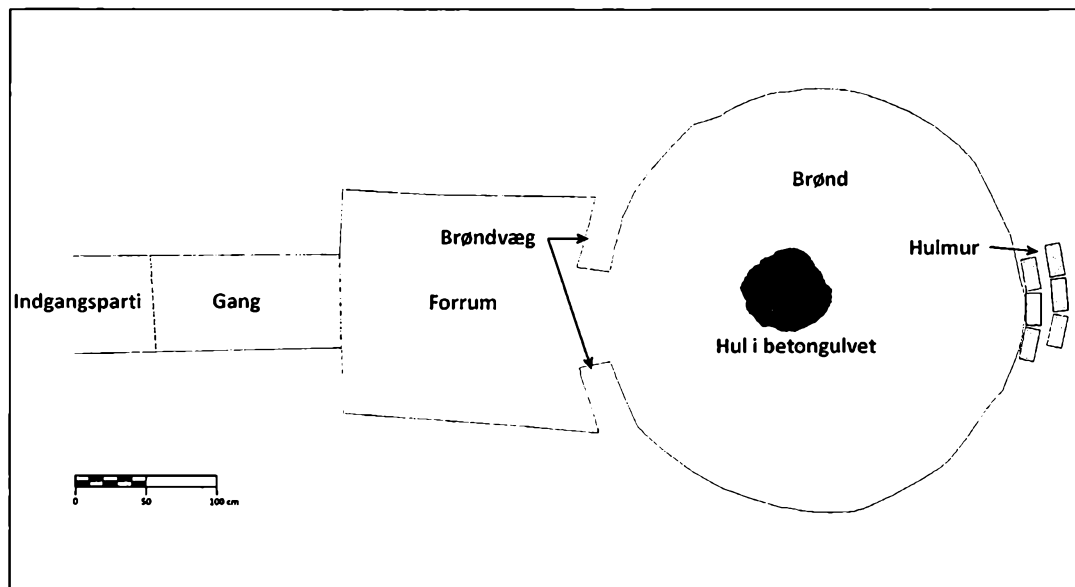 Brønd
Brøndvæg
Hulmur
Indgangsparti
Gang
Forrum
Hul i betongulvet
0 50 100 cm